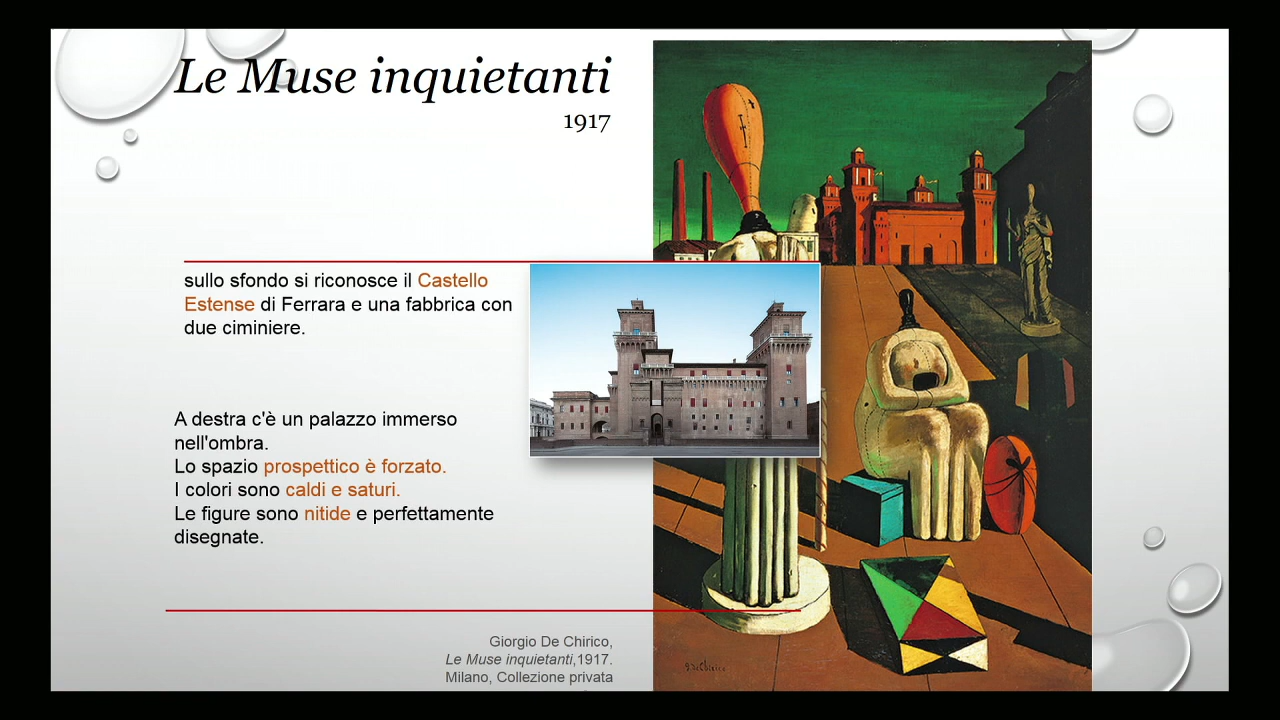 Le Muse inquietanti
1917
sullo sfondo si riconosce il Castello
Estense di Ferrara e una fabbrica con
due ciminiere.
A destra c'è un palazzo immerso
nell'ombra.
Lo spazio prospettico è forzato.
I colori sono caldi e saturi.
Le figure sono nitide e perfettamente
disegnate.
Giorgio De Chirico,
Le Muse inquietanti,1917.
Milano, Collezione privata